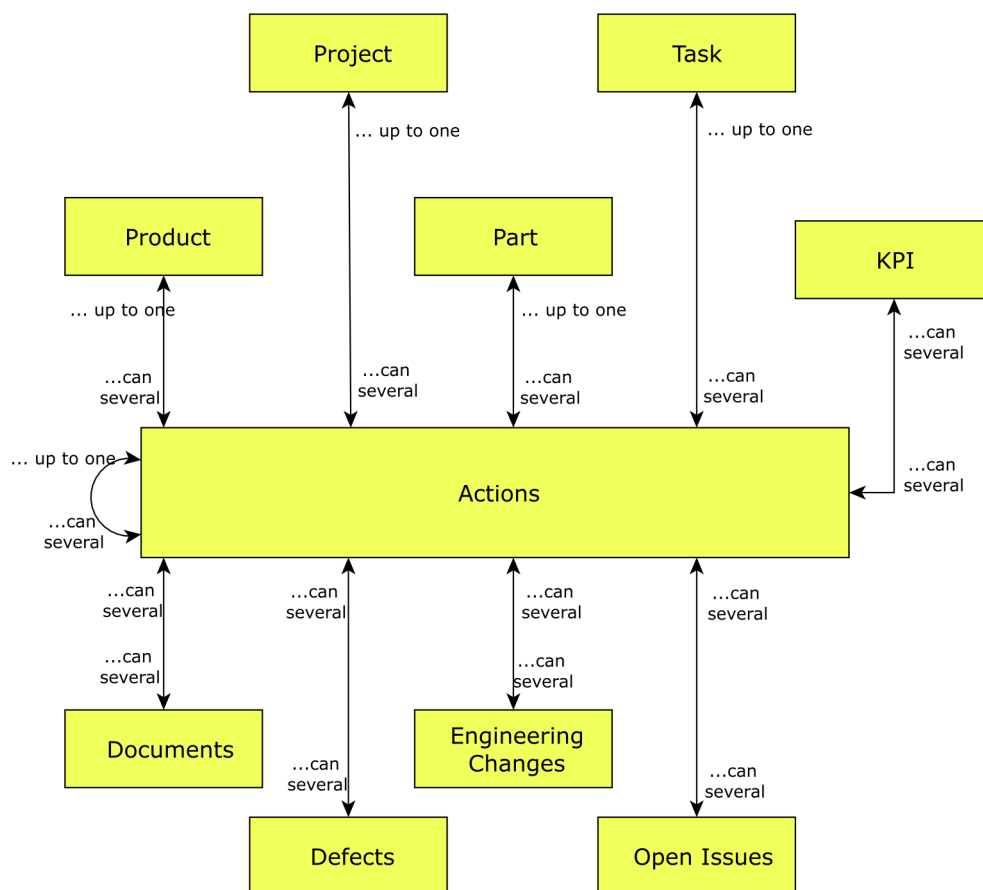 Project
Task
... up to one
... up to one
Product
Part
KPI
... up to one
... up to one
...can
several
...can
several
...can
several
...can
several
...can
several
... up to one
Actions
...can
several
...can
several
...can
several
...can
several
...can
several
...can
several
...can
several
...can
several
Documents
Engineering
Changes
...can
several
...can
several
Defects
Open Issues